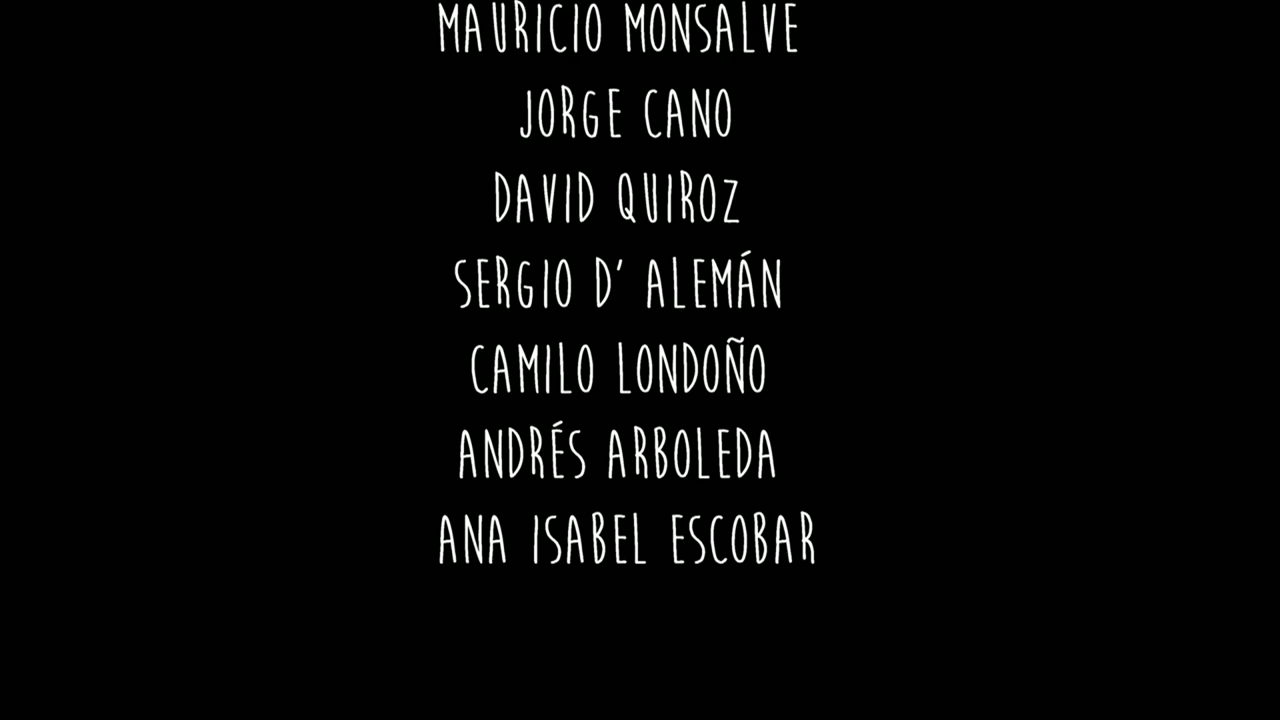 MAURICIO MONSALVE
JORGE CANO
DAVID QUIROZ
SERGIO D' ALEMÁN
CAMILO LONDOÑO
ANDRÉS ARBOLEDA
ANA ISABEL ESCOBAR